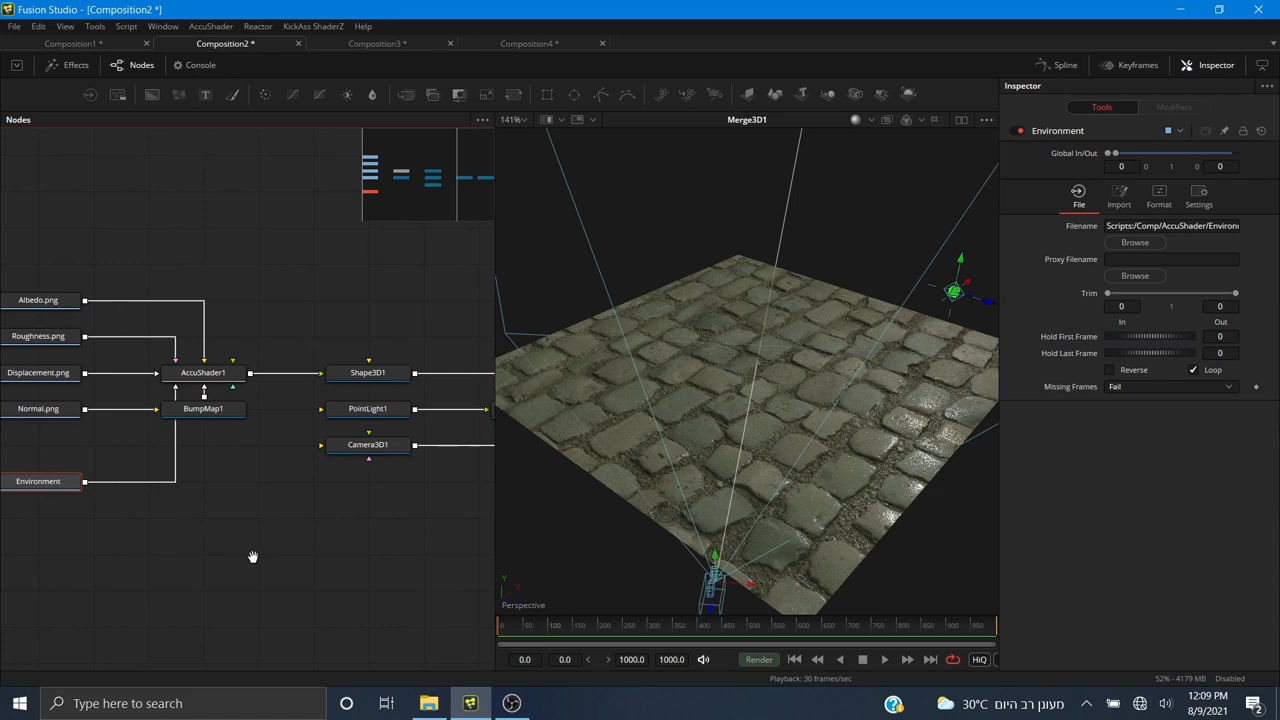 Fusion Studio - [Composition2 *]
File Edit View Tools Script Window AccuShader Reactor KickAss ShaderZ Help
Composition1 * Composition2 * Composition3 * Composition4 *
Effects Nodes Console Spline Keyframes Inspector
Nodes
141% Merge3D1
Inspector
Tools Modifiers
Environment
Global In/Out
0 0 1 0 0
File Import Format Settings
Filename Scripts:/Comp/AccuShader/Environ
Browse
Proxy Filename
Browse
Trim
0 1 0
In Out
Hold First Frame 0
Hold Last Frame 0
Reverse Loop
Missing Frames Fail
Albedo.png
Roughness.png
Displacement.png AccuShader1 Shape3D1
Normal.png BumpMap1 PointLight1
Camera3D1
Environment
Y
X
Perspective
0 50 100 150 200 250 300 350 400 450 500 550 600 650 700 750 800 850 900 950
0.0 0.0 1000.0 1000.0 Render HiQ
Playback: 30 frames/sec 52% - 4179 MB Disabled
Type here to search
30°C מעונן רב היום
12:09 PM
8/9/2021
2